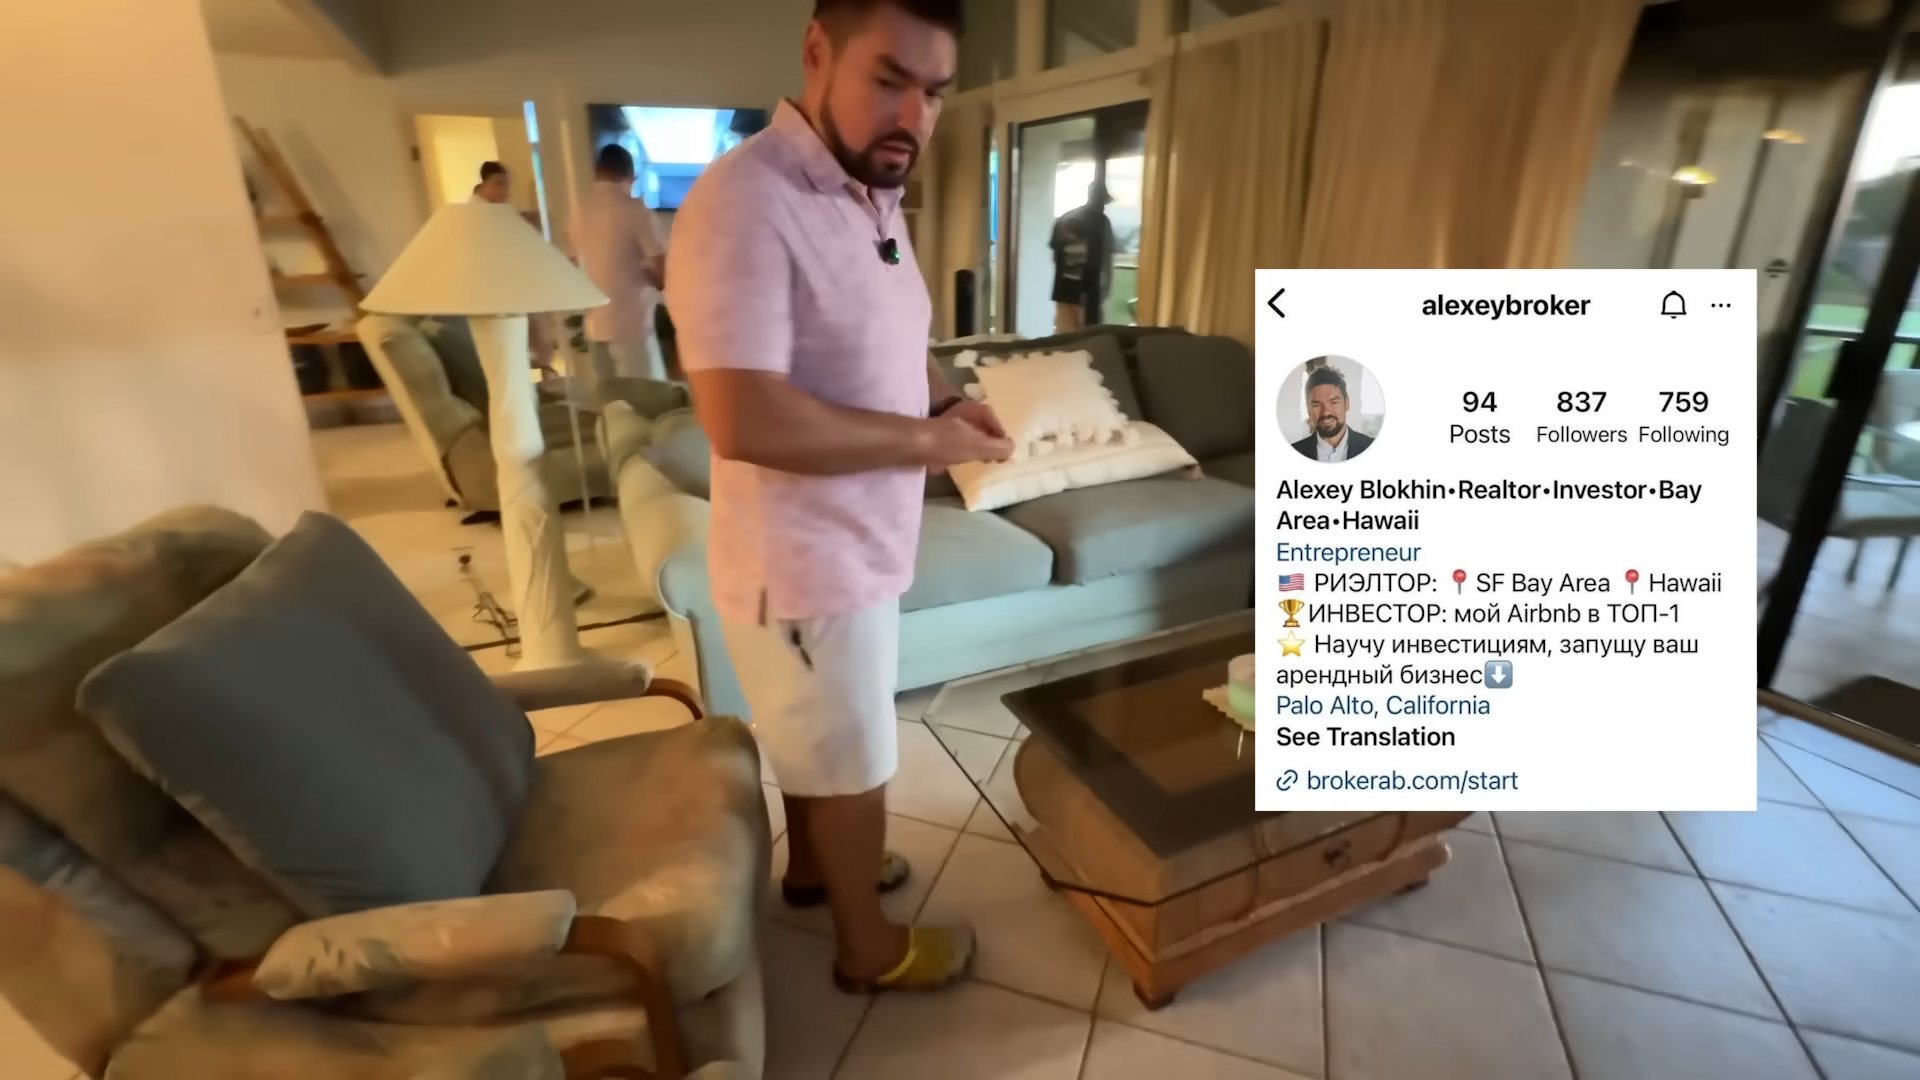 alexeybroker
94 837 759
Posts Followers Following
Alexey Blokhin•Realtor•Investor•Bay
Area•Hawaii
Entrepreneur
🇺🇸 РИЭЛТОР: 📍SF Bay Area 📍Hawaii
🏆ИНВЕСТОР: мой Airbnb в ТОП-1
⭐️ Научу инвестициям, запущу ваш
арендный бизнес⬇️
Palo Alto, California
See Translation
brokerab.com/start